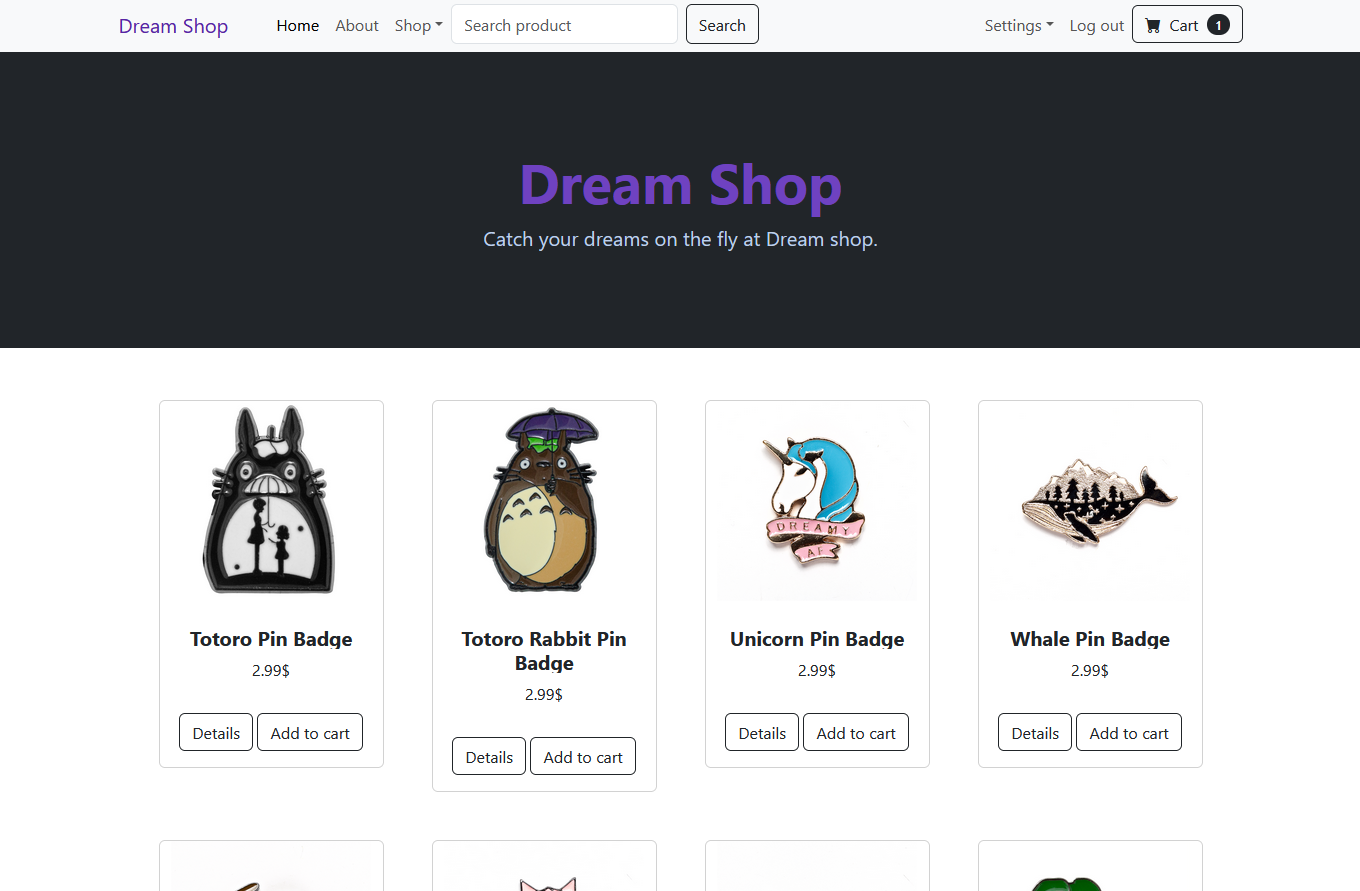 Dream Shop Home About Shop Search product Search Settings Log out Cart 1
Dream Shop
Catch your dreams on the fly at Dream shop.
DREAMY
AF
Totoro Pin Badge
2.99$
Details Add to cart
Totoro Rabbit Pin
Badge
2.99$
Details Add to cart
Unicorn Pin Badge
2.99$
Details Add to cart
Whale Pin Badge
2.99$
Details Add to cart